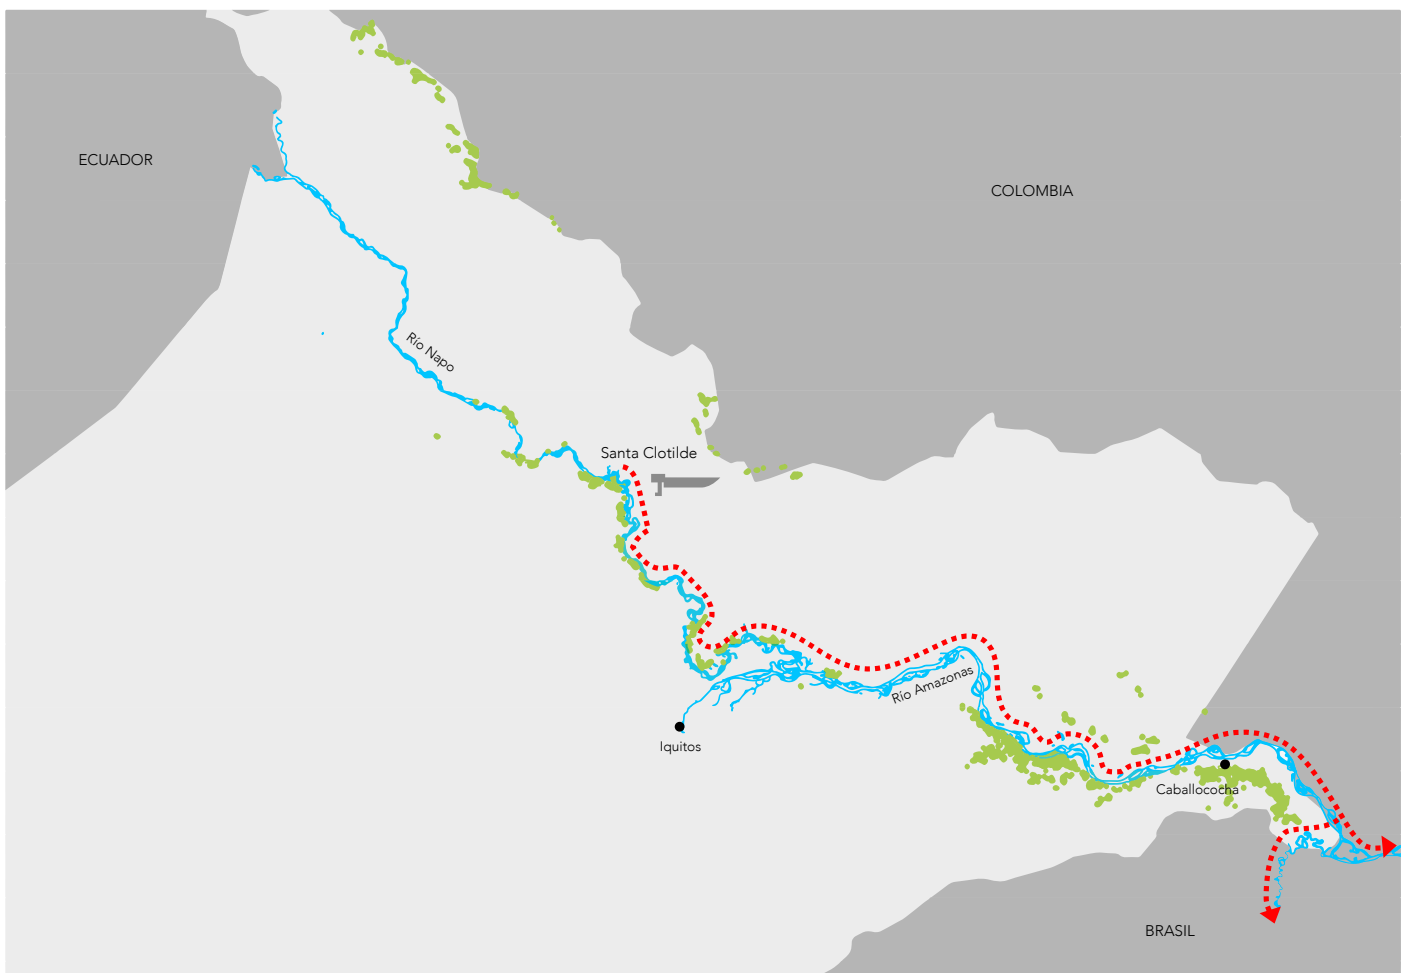 ECUADOR
COLOMBIA
Río Napo
Santa Clotilde
Río Amazonas
Iquitos
Caballococha
BRASIL